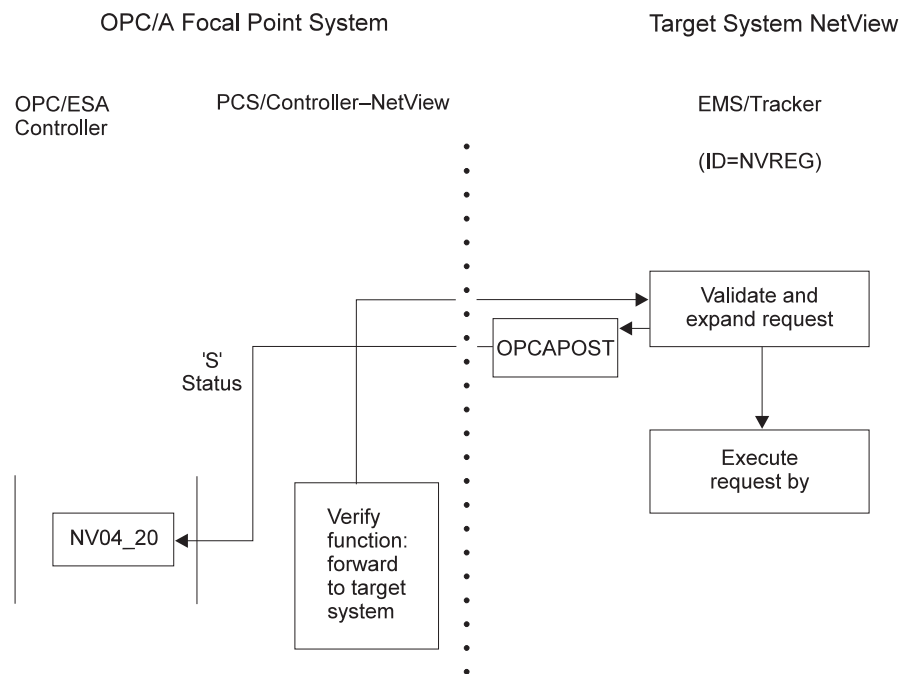 OPC/A Focal Point System
Target System NetView
OPC/ESA
Controller
PCS/Controller–NetView
EMS/Tracker
(ID=NVREG)
Validate and
expand request
OPCAPOST
'S'
Status
Execute
request by
NV04_20
Verify
function:
forward
to target
system